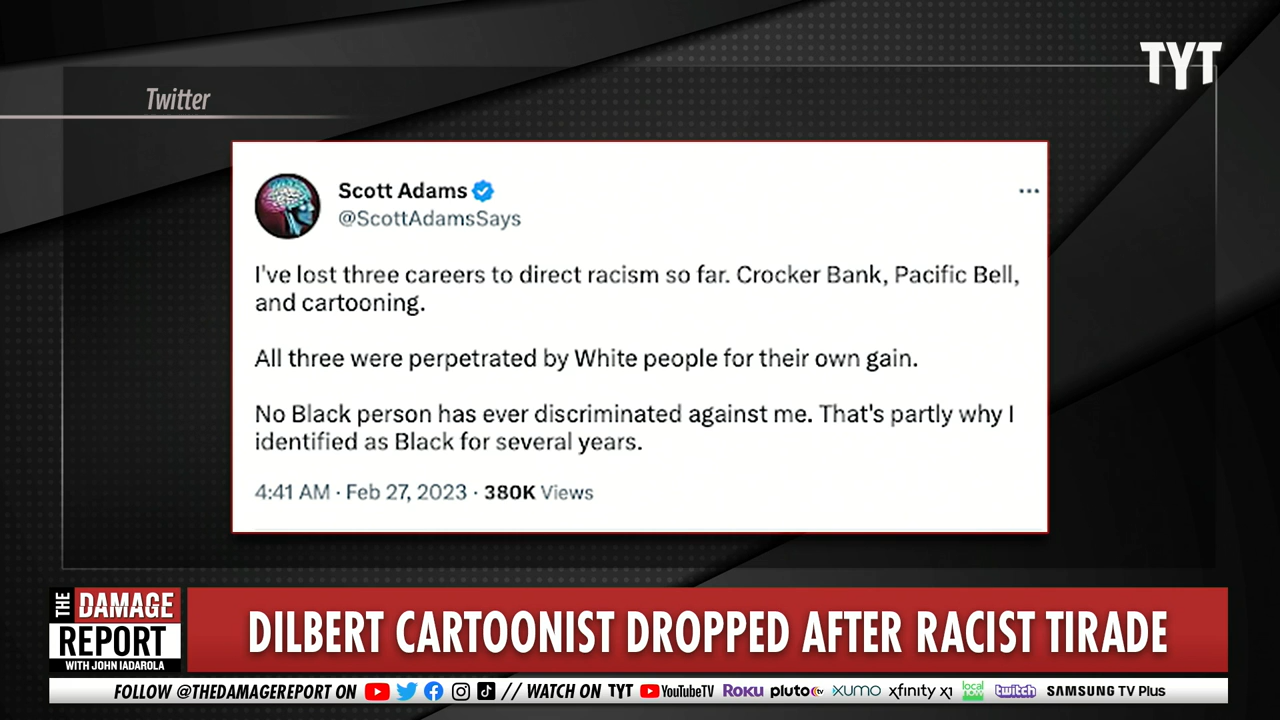 TYT
Twitter
Scott Adams
@ScottAdamsSays
I've lost three careers to direct racism so far. Crocker Bank, Pacific Bell,
and cartooning.
All three were perpetrated by White people for their own gain.
No Black person has ever discriminated against me. That's partly why I
identified as Black for several years.
4:41 AM · Feb 27, 2023 · 380K Views
THE DAMAGE
REPORT
WITH JOHN IADAROLA
DILBERT CARTOONIST DROPPED AFTER RACIST TIRADE
FOLLOW @THEDAMAGEREPORT ON // WATCH ON TYT YouTubeTV ROKU pluto tv XUMO xfinity x1 local now twitch SAMSUNG TV Plus